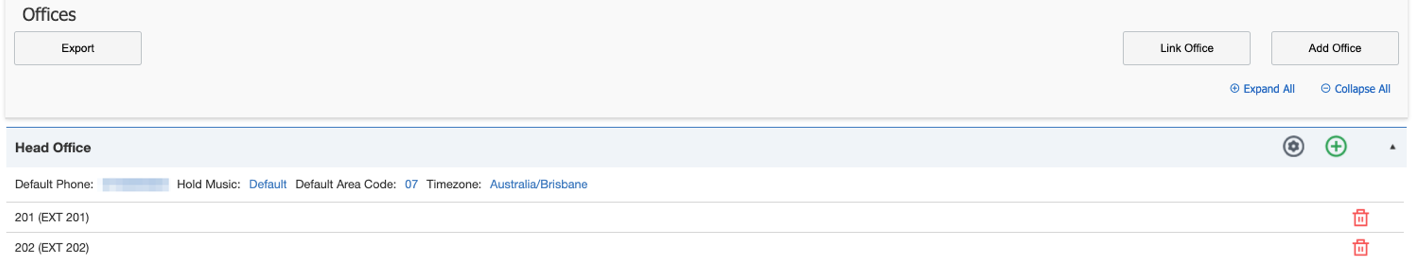 Offices
Export
Link Office
Add Office
Expand All
Collapse All
Head Office
Default Phone: Hold Music: Default Default Area Code: 07 Timezone: Australia/Brisbane
201 (EXT 201)
202 (EXT 202)